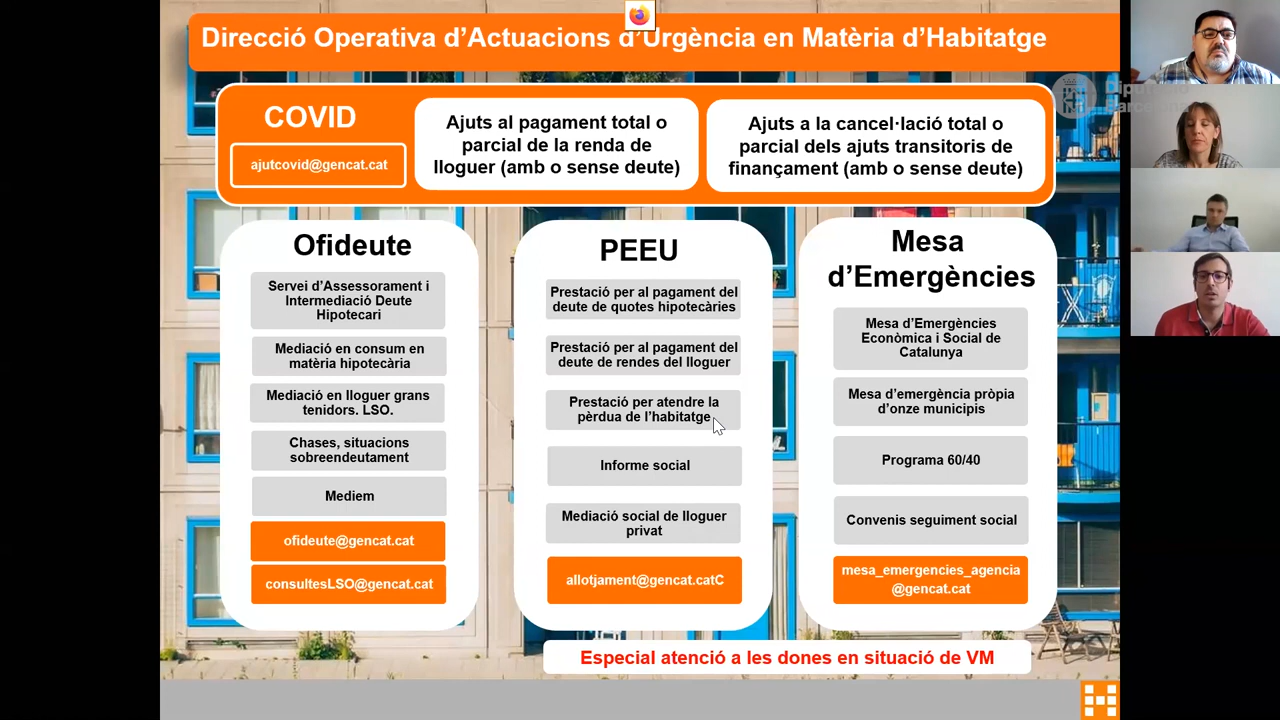 Direcció Operativa d’Actuacions d’Urgència en Matèria d’Habitatge
COVID
ajutcovid@gencat.cat
Ajuts al pagament total o
parcial de la renda de
lloguer (amb o sense deute)
Ajuts a la cancel·lació total o
parcial dels ajuts transitoris de
finançament (amb o sense deute)
Diputació
Barcelona
Ofideute
Servei d’Assessorament i
Intermediació Deute
Hipotecari
Mediació en consum en
matèria hipotecària
Mediació en lloguer grans
tenidors. LSO.
Chases, situacions
sobreendeutament
Mediem
ofideute@gencat.cat
consultesLSO@gencat.cat
PEEU
Prestació per al pagament del
deute de quotes hipotecàries
Prestació per al pagament del
deute de rendes del lloguer
Prestació per atendre la
pèrdua de l’habitatge
Informe social
Mediació social de lloguer
privat
allotjament@gencat.catC
Mesa
d’Emergències
Mesa d’Emergències
Econòmica i Social de
Catalunya
Mesa d’emergència pròpia
d’onze municipis
Programa 60/40
Convenis seguiment social
mesa_emergencies_agencia
@gencat.cat
Especial atenció a les dones en situació de VM